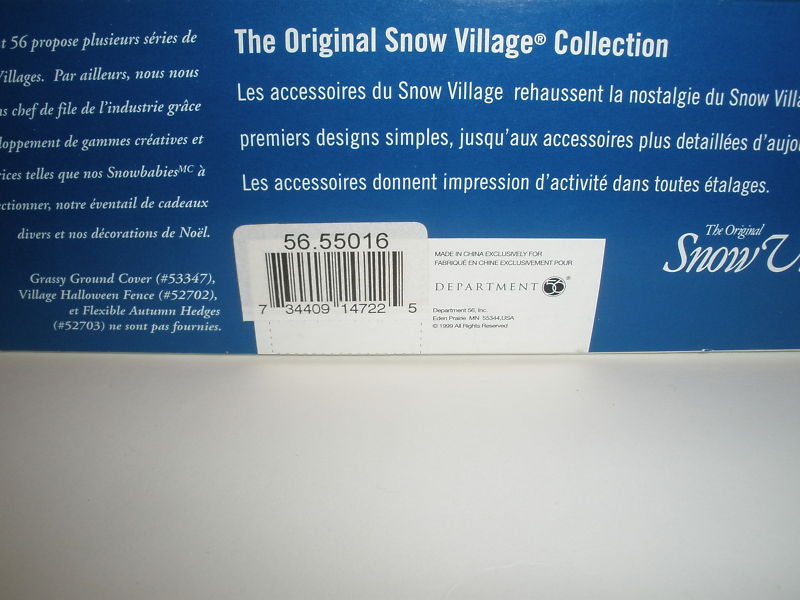 t 56 propose plusieurs séries de
Villages. Par ailleurs, nous nous
ns chef de file de l'industrie grâce
loppement de gammes créatives et
rices telles que nos Snowbabiesᴹᶜ à
ectionner, notre éventail de cadeaux
divers et nos décorations de Noël.
Grassy Ground Cover (#53347),
Village Halloween Fence (#52702),
et Flexible Autumn Hedges
(#52703) ne sont pas fournies.
The Original Snow Village® Collection
Les accessoires du Snow Village rehaussent la nostalgie du Snow Villa
premiers designs simples, jusqu'aux accessoires plus detaillées d'aujo
Les accessoires donnent impression d'activité dans toutes étalages.
The Original
Snow V
56.55016
7 34409 14722 5
MADE IN CHINA EXCLUSIVELY FOR
FABRIQUÉ EN CHINE EXCLUSIVEMENT POUR
DEPARTMENT 56®
Department 56, Inc.
Eden Prairie MN 55344,USA
© 1999 All Rights Reserved